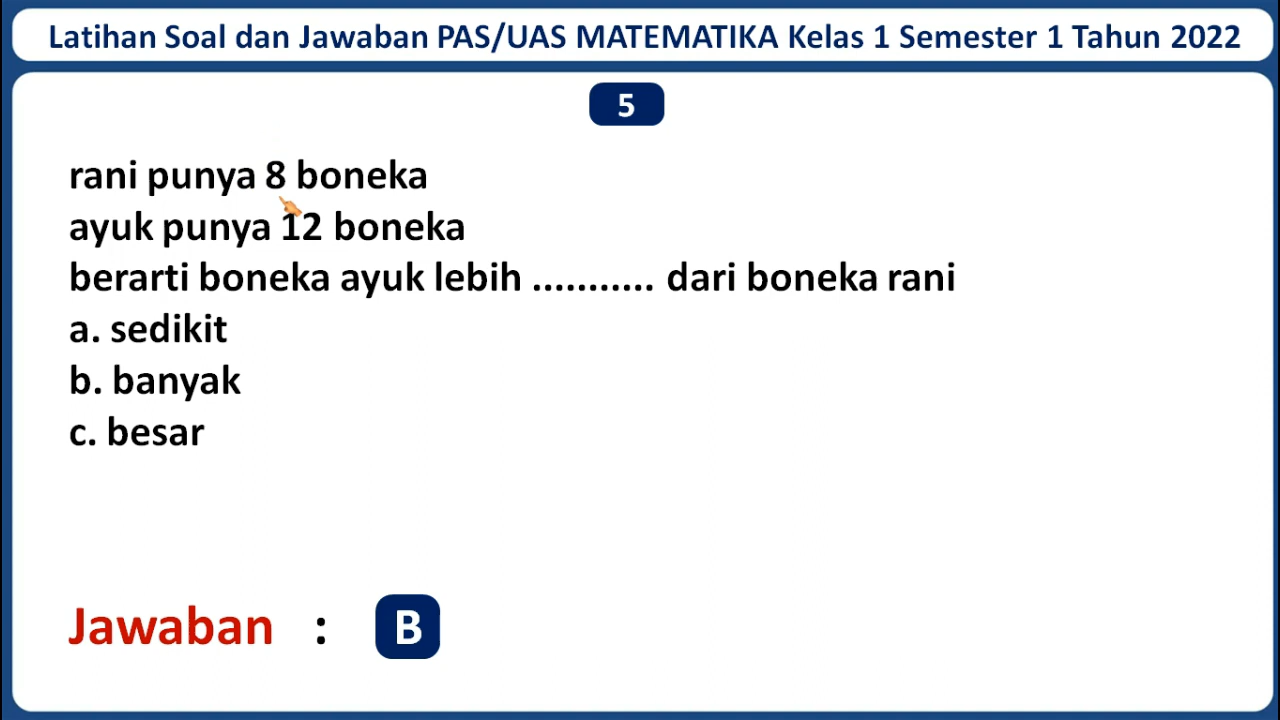 Latihan Soal dan Jawaban PAS/UAS MATEMATIKA Kelas 1 Semester 1 Tahun 2022
5
rani punya 8 boneka
ayuk punya 12 boneka
berarti boneka ayuk lebih ............ dari boneka rani
a. sedikit
b. banyak
c. besar
Jawaban : B